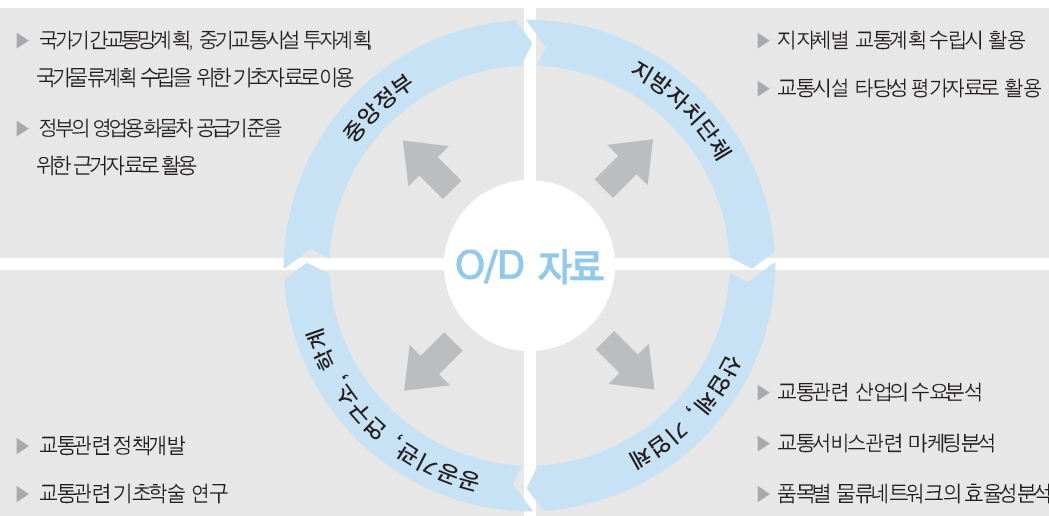 국가기간교통망계획, 중기교통시설 투자계획,
국가물류계획 수립을 위한 기초자료로 이용
정부의 영업용화물차 공급기준을
위한 근거자료로 활용
중앙정부
지방자치단체
지자체별 교통계획 수립시 활용
교통시설 타당성 평가자료로 활용
O/D 자료
공공기관, 연구소, 학계
교통관련 정책개발
교통관련 기초학술 연구
산업체, 기업체
교통관련 산업의 수요분석
교통서비스관련 마케팅분석
품목별 물류네트워크의 효율성분석